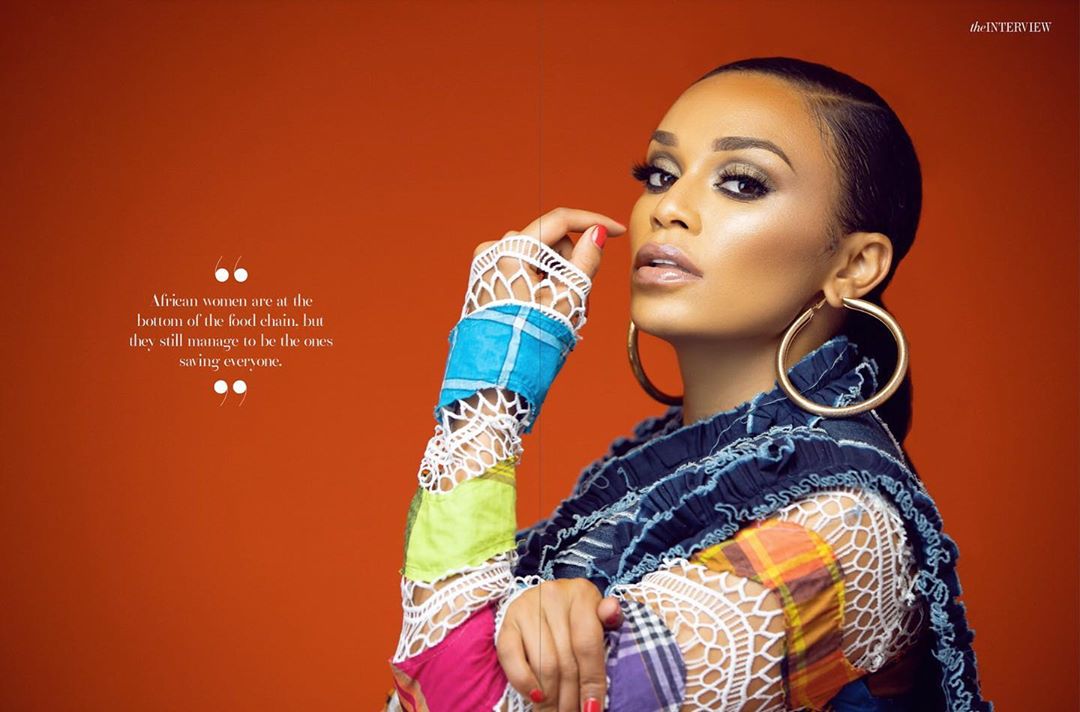 theINTERVIEW
“
African women are at the
bottom of the food chain, but
they still manage to be the ones
saving everyone.
”